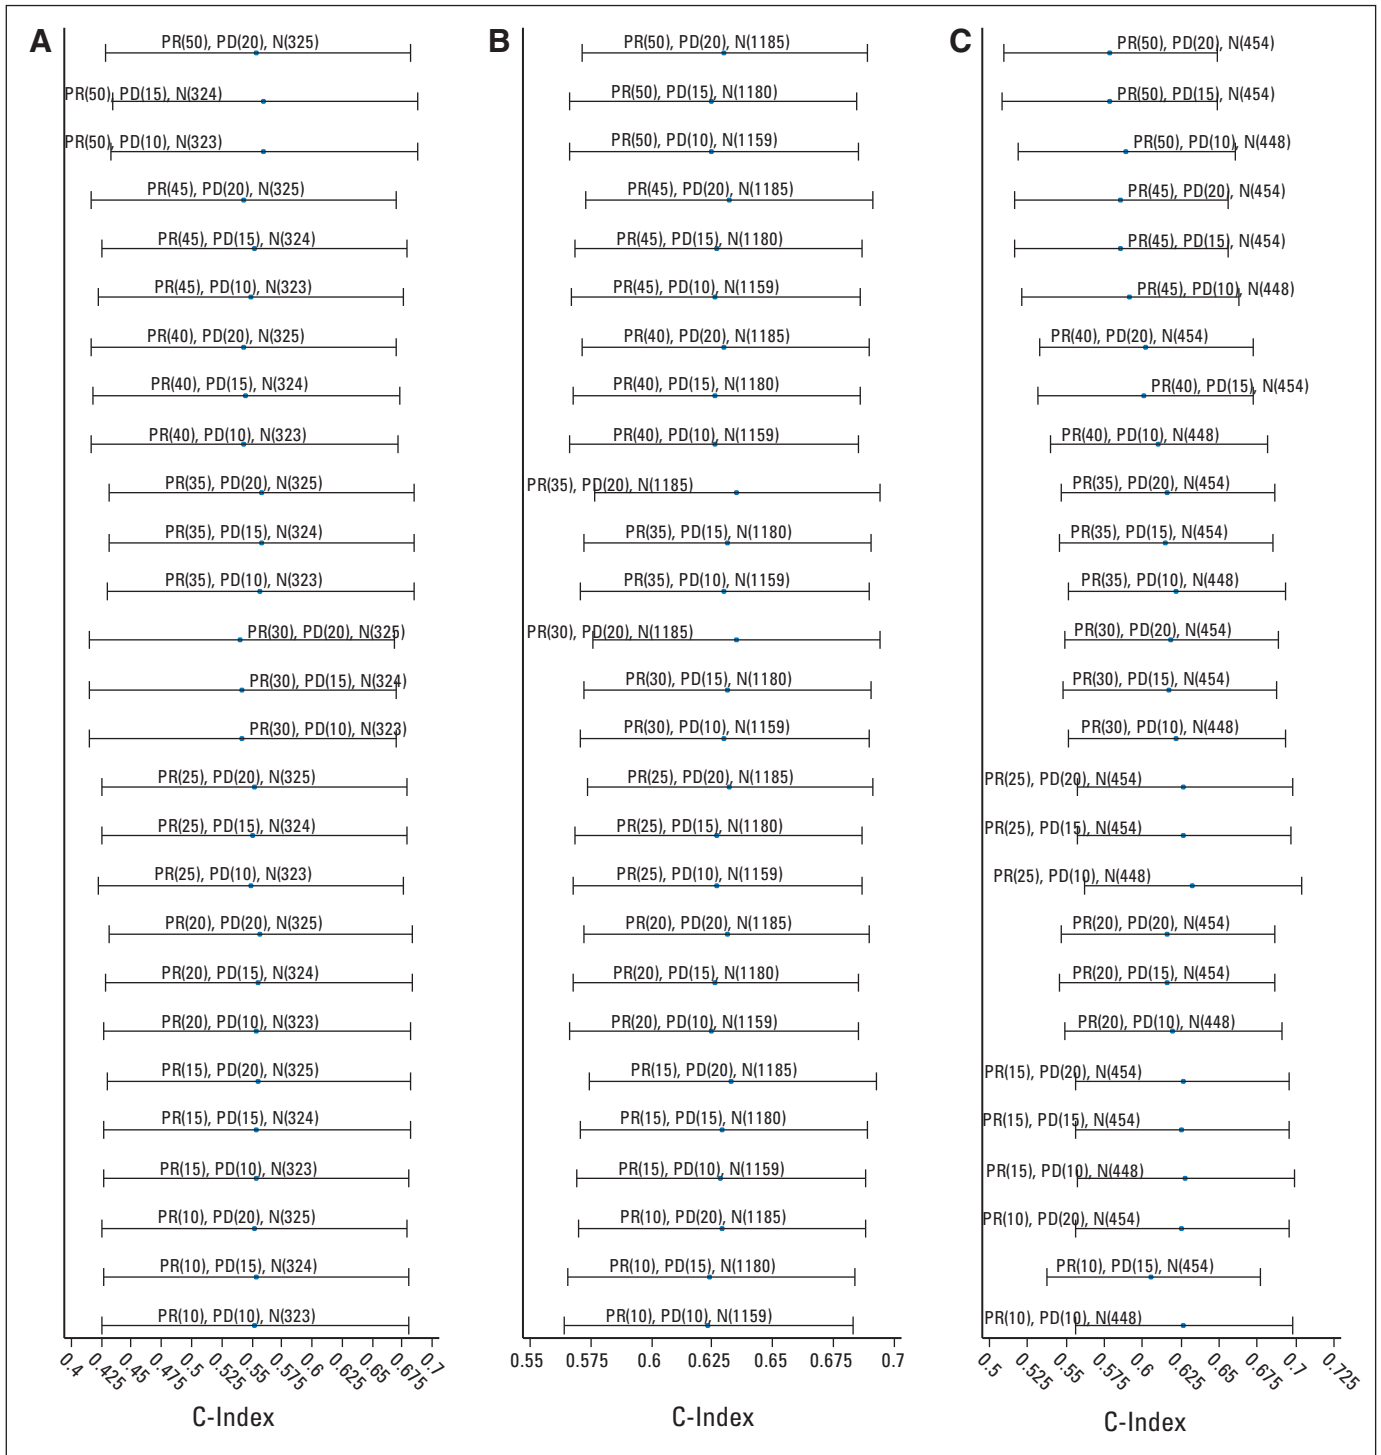 A
PR(50), PD(20), N(325)
PR(50), PD(15), N(324)
PR(50), PD(10), N(323)
PR(45), PD(20), N(325)
PR(45), PD(15), N(324)
PR(45), PD(10), N(323)
PR(40), PD(20), N(325)
PR(40), PD(15), N(324)
PR(40), PD(10), N(323)
PR(35), PD(20), N(325)
PR(35), PD(15), N(324)
PR(35), PD(10), N(323)
PR(30), PD(20), N(325)
PR(30), PD(15), N(324)
PR(30), PD(10), N(323)
PR(25), PD(20), N(325)
PR(25), PD(15), N(324)
PR(25), PD(10), N(323)
PR(20), PD(20), N(325)
PR(20), PD(15), N(324)
PR(20), PD(10), N(323)
PR(15), PD(20), N(325)
PR(15), PD(15), N(324)
PR(15), PD(10), N(323)
PR(10), PD(20), N(325)
PR(10), PD(15), N(324)
PR(10), PD(10), N(323)
0.4 0.425 0.45 0.475 0.5 0.525 0.55 0.575 0.6 0.625 0.65 0.675 0.7
C-Index
B
PR(50), PD(20), N(1185)
PR(50), PD(15), N(1180)
PR(50), PD(10), N(1159)
PR(45), PD(20), N(1185)
PR(45), PD(15), N(1180)
PR(45), PD(10), N(1159)
PR(40), PD(20), N(1185)
PR(40), PD(15), N(1180)
PR(40), PD(10), N(1159)
PR(35), PD(20), N(1185)
PR(35), PD(15), N(1180)
PR(35), PD(10), N(1159)
PR(30), PD(20), N(1185)
PR(30), PD(15), N(1180)
PR(30), PD(10), N(1159)
PR(25), PD(20), N(1185)
PR(25), PD(15), N(1180)
PR(25), PD(10), N(1159)
PR(20), PD(20), N(1185)
PR(20), PD(15), N(1180)
PR(20), PD(10), N(1159)
PR(15), PD(20), N(1185)
PR(15), PD(15), N(1180)
PR(15), PD(10), N(1159)
PR(10), PD(20), N(1185)
PR(10), PD(15), N(1180)
PR(10), PD(10), N(1159)
0.55 0.575 0.6 0.625 0.65 0.675 0.7
C-Index
C
PR(50), PD(20), N(454)
PR(50), PD(15), N(454)
PR(50), PD(10), N(448)
PR(45), PD(20), N(454)
PR(45), PD(15), N(454)
PR(45), PD(10), N(448)
PR(40), PD(20), N(454)
PR(40), PD(15), N(454)
PR(40), PD(10), N(448)
PR(35), PD(20), N(454)
PR(35), PD(15), N(454)
PR(35), PD(10), N(448)
PR(30), PD(20), N(454)
PR(30), PD(15), N(454)
PR(30), PD(10), N(448)
PR(25), PD(20), N(454)
PR(25), PD(15), N(454)
PR(25), PD(10), N(448)
PR(20), PD(20), N(454)
PR(20), PD(15), N(454)
PR(20), PD(10), N(448)
PR(15), PD(20), N(454)
PR(15), PD(15), N(454)
PR(15), PD(10), N(448)
PR(10), PD(20), N(454)
PR(10), PD(15), N(454)
PR(10), PD(10), N(448)
0.5 0.525 0.55 0.575 0.6 0.625 0.65 0.675 0.7 0.725
C-Index